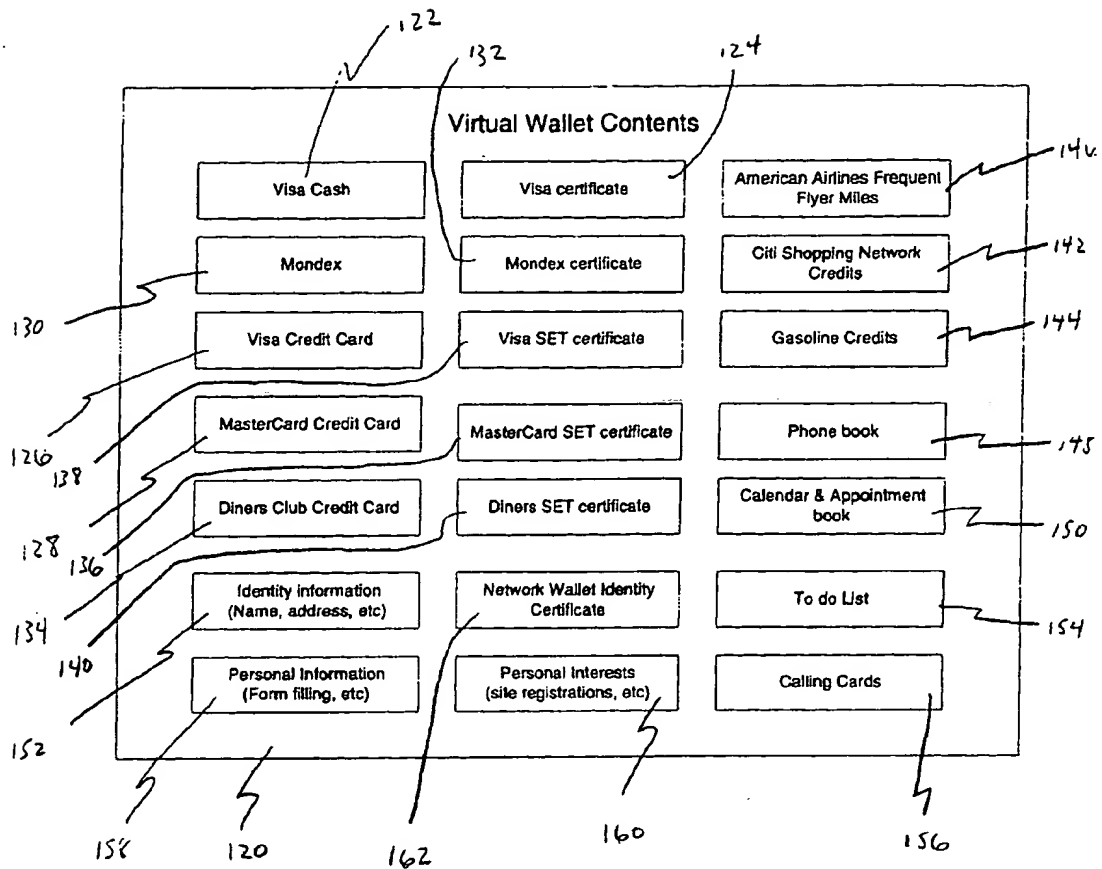 122
132
124
Virtual Wallet Contents
Visa Cash
Visa certificate
American Airlines Frequent
Flyer Miles
Mondex
Mondex certificate
Citi Shopping Network
Credits
142
130
Visa Credit Card
Visa SET certificate
Gasoline Credits
144
MasterCard Credit Card
MasterCard SET certificate
Phone book
126
138
Diners Club Credit Card
Diners SET certificate
Calendar & Appointment
book
150
128
136
Identity Information
(Name, address, etc)
Network Wallet Identity
Certificate
To do List
134
154
140
Personal Information
(Form filling, etc)
Personal Interests
(site registrations, etc)
Calling Cards
152
158
120
162
160
156